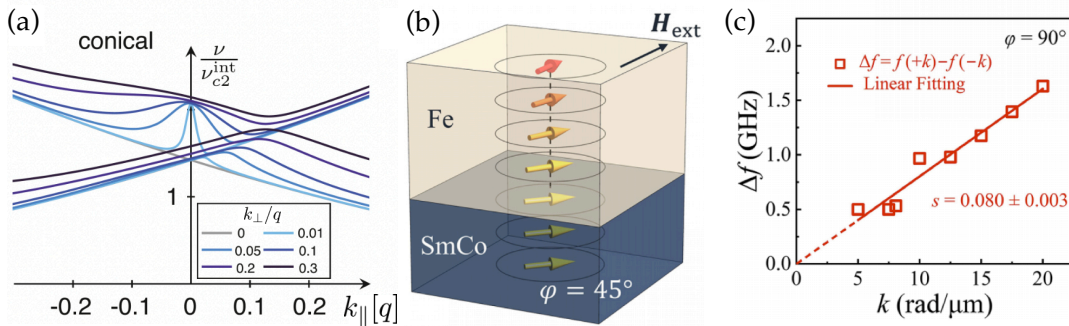 (a)
conical
ν
ν_{c2}^{int}
1
k⊥/q
0
0.01
0.05
0.1
0.2
0.3
-0.2
-0.1
0
0.1
0.2
k∥[q]
(b)
H_ext
Fe
SmCo
φ = 45°
(c)
φ = 90°
Δf = f(+k)−f(−k)
Linear Fitting
s = 0.080 ± 0.003
Δf (GHz)
2.0
1.5
1.0
0.5
0.0
0
5
10
15
20
k (rad/μm)